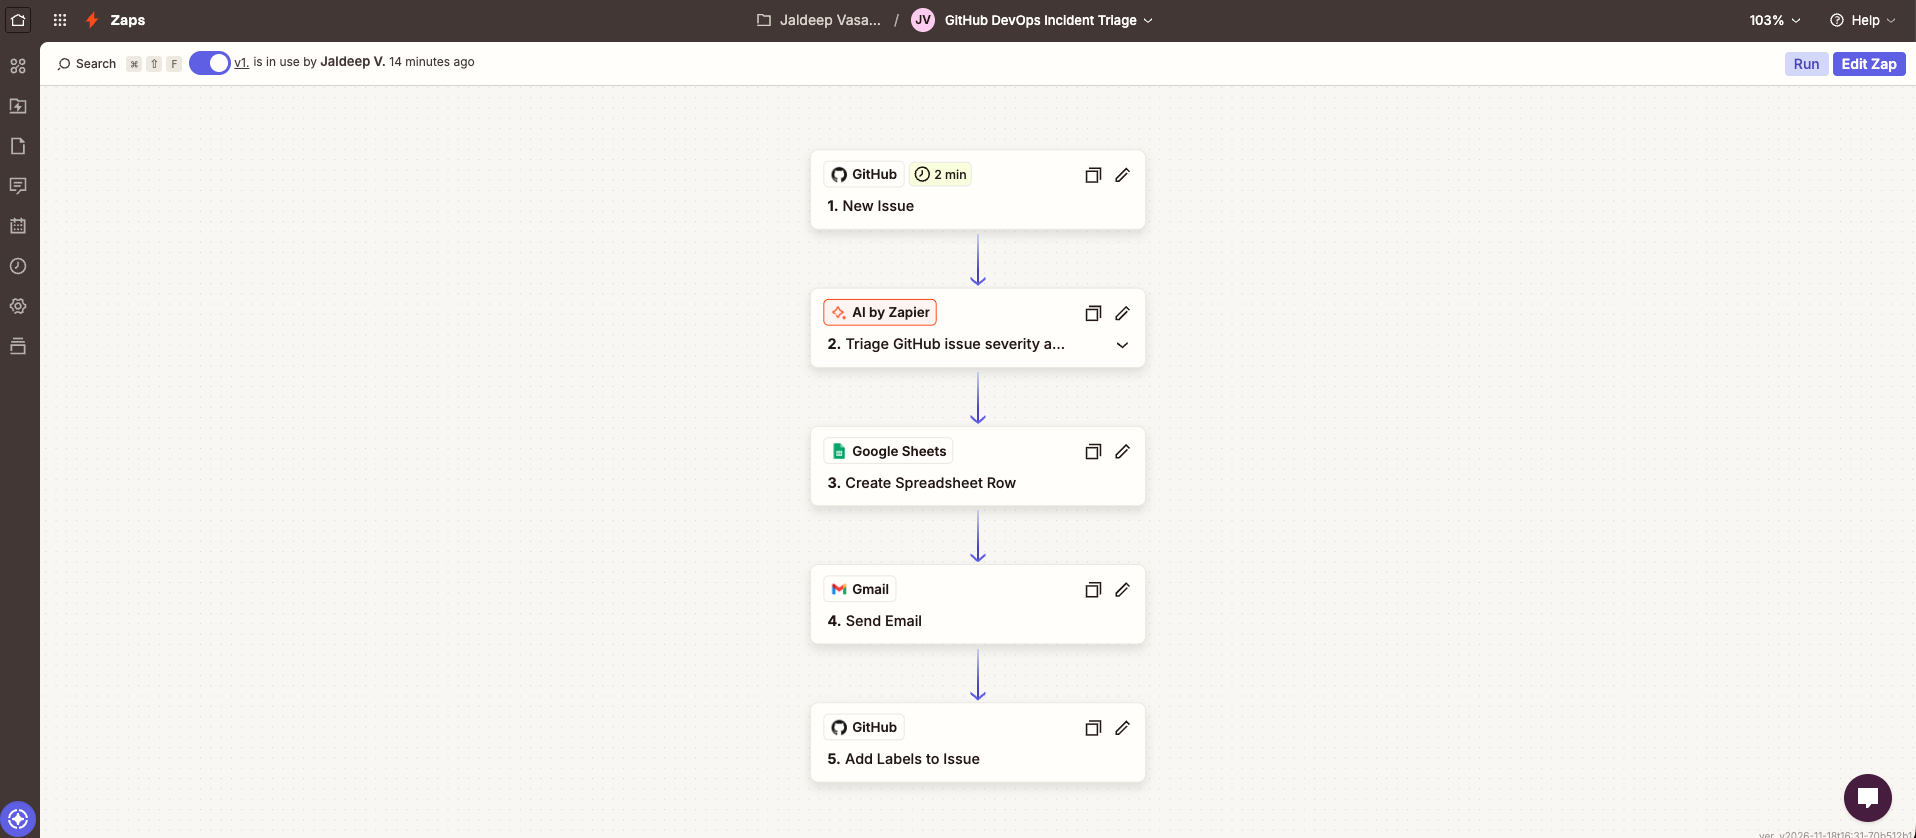 Zaps
Jaldeep Vasa... / JV GitHub DevOps Incident Triage
103%
Help
Search ⌘ ⇧ F
v1. is in use by Jaldeep V. 14 minutes ago
Run
Edit Zap
GitHub 2 min
1. New Issue
AI by Zapier
2. Triage GitHub issue severity a...
Google Sheets
3. Create Spreadsheet Row
Gmail
4. Send Email
GitHub
5. Add Labels to Issue